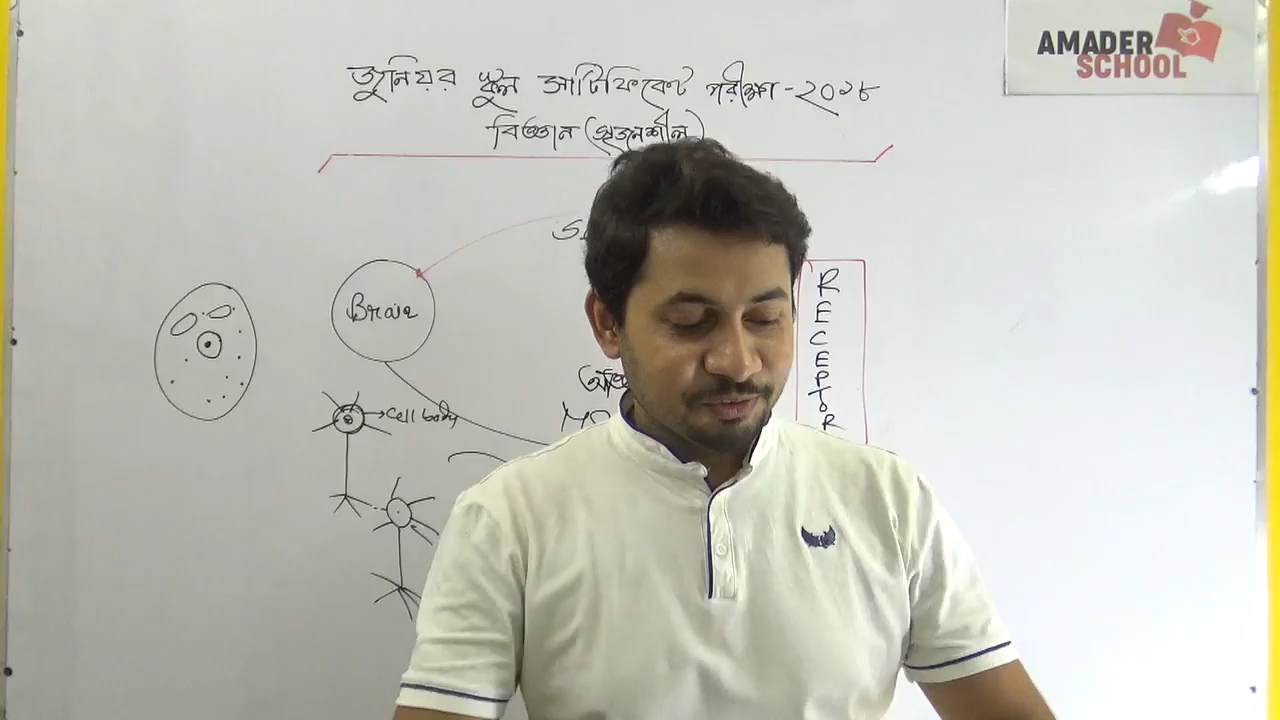 জুনিয়র স্কুল সার্টিফিকেট পরীক্ষা-২০১৮
বিজ্ঞান (সৃজনশীল)
AMADER
SCHOOL
Brain
Cell body
RECEPTOR